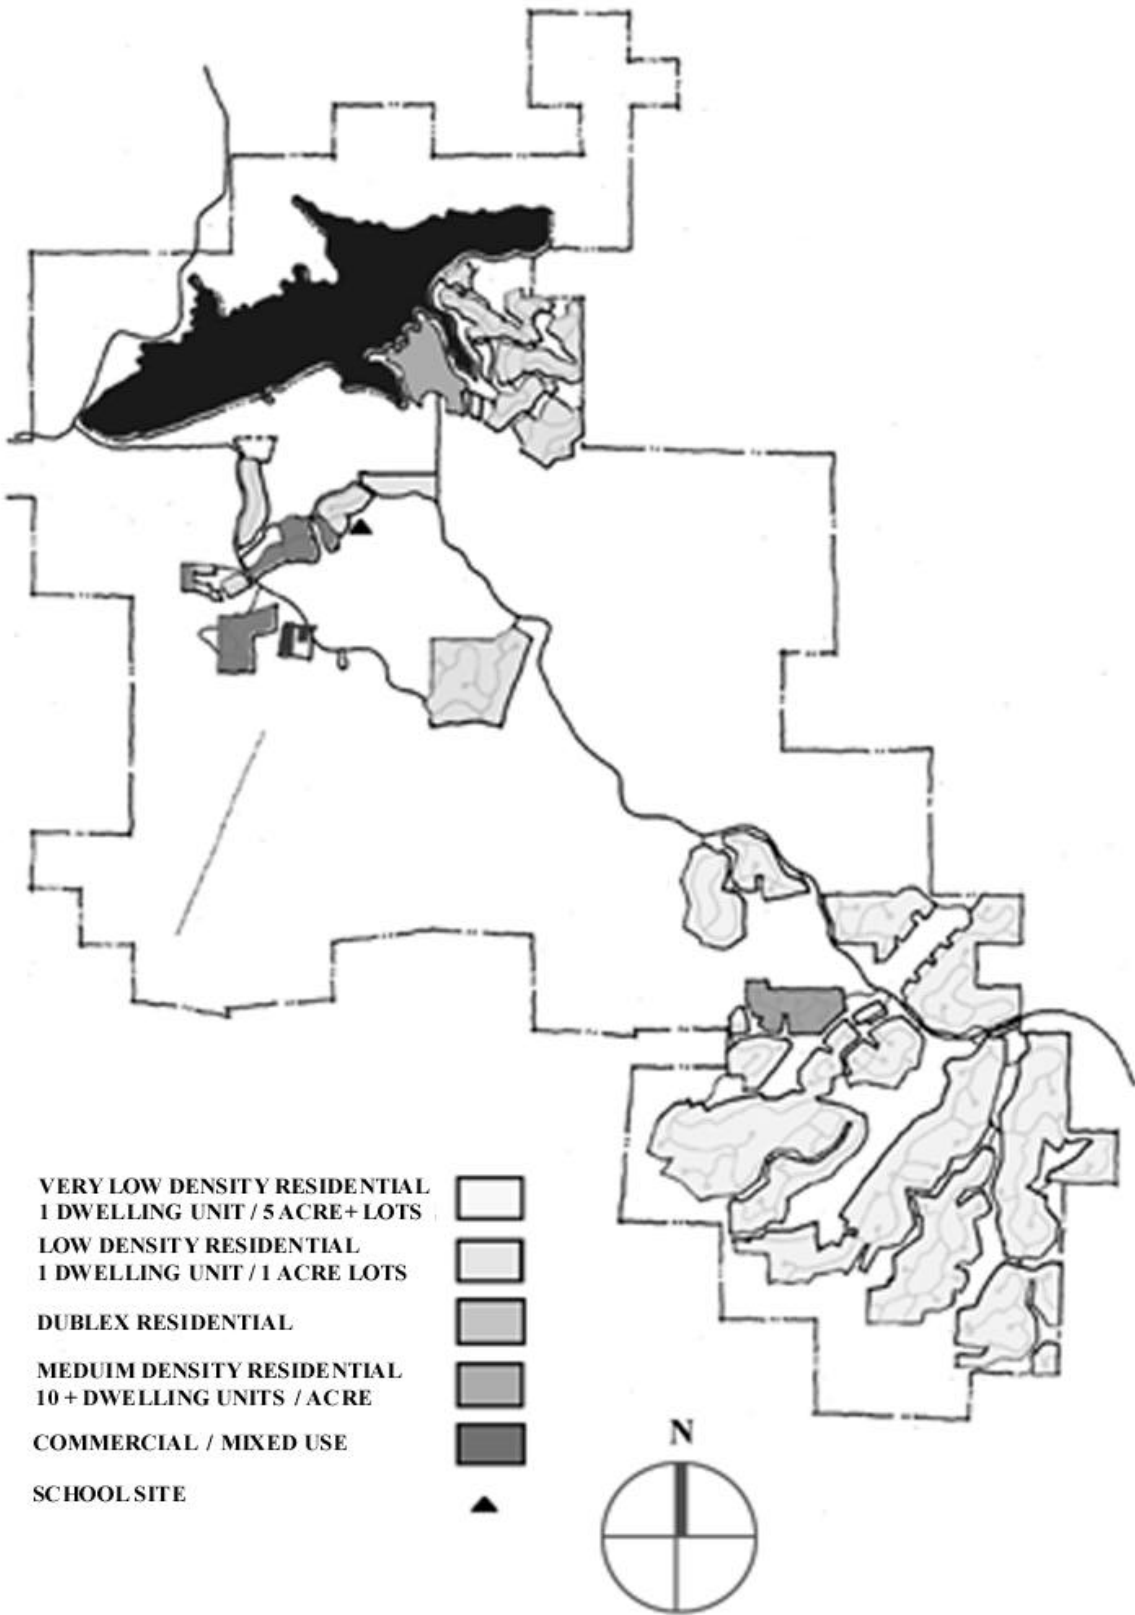 VERY LOW DENSITY RESIDENTIAL
1 DWELLING UNIT / 5 ACRE+ LOTS
LOW DENSITY RESIDENTIAL
1 DWELLING UNIT / 1 ACRE LOTS
DUBLEX RESIDENTIAL
MEDUIM DENSITY RESIDENTIAL
10 + DWELLING UNITS / ACRE
COMMERCIAL / MIXED USE
SCHOOL SITE
N